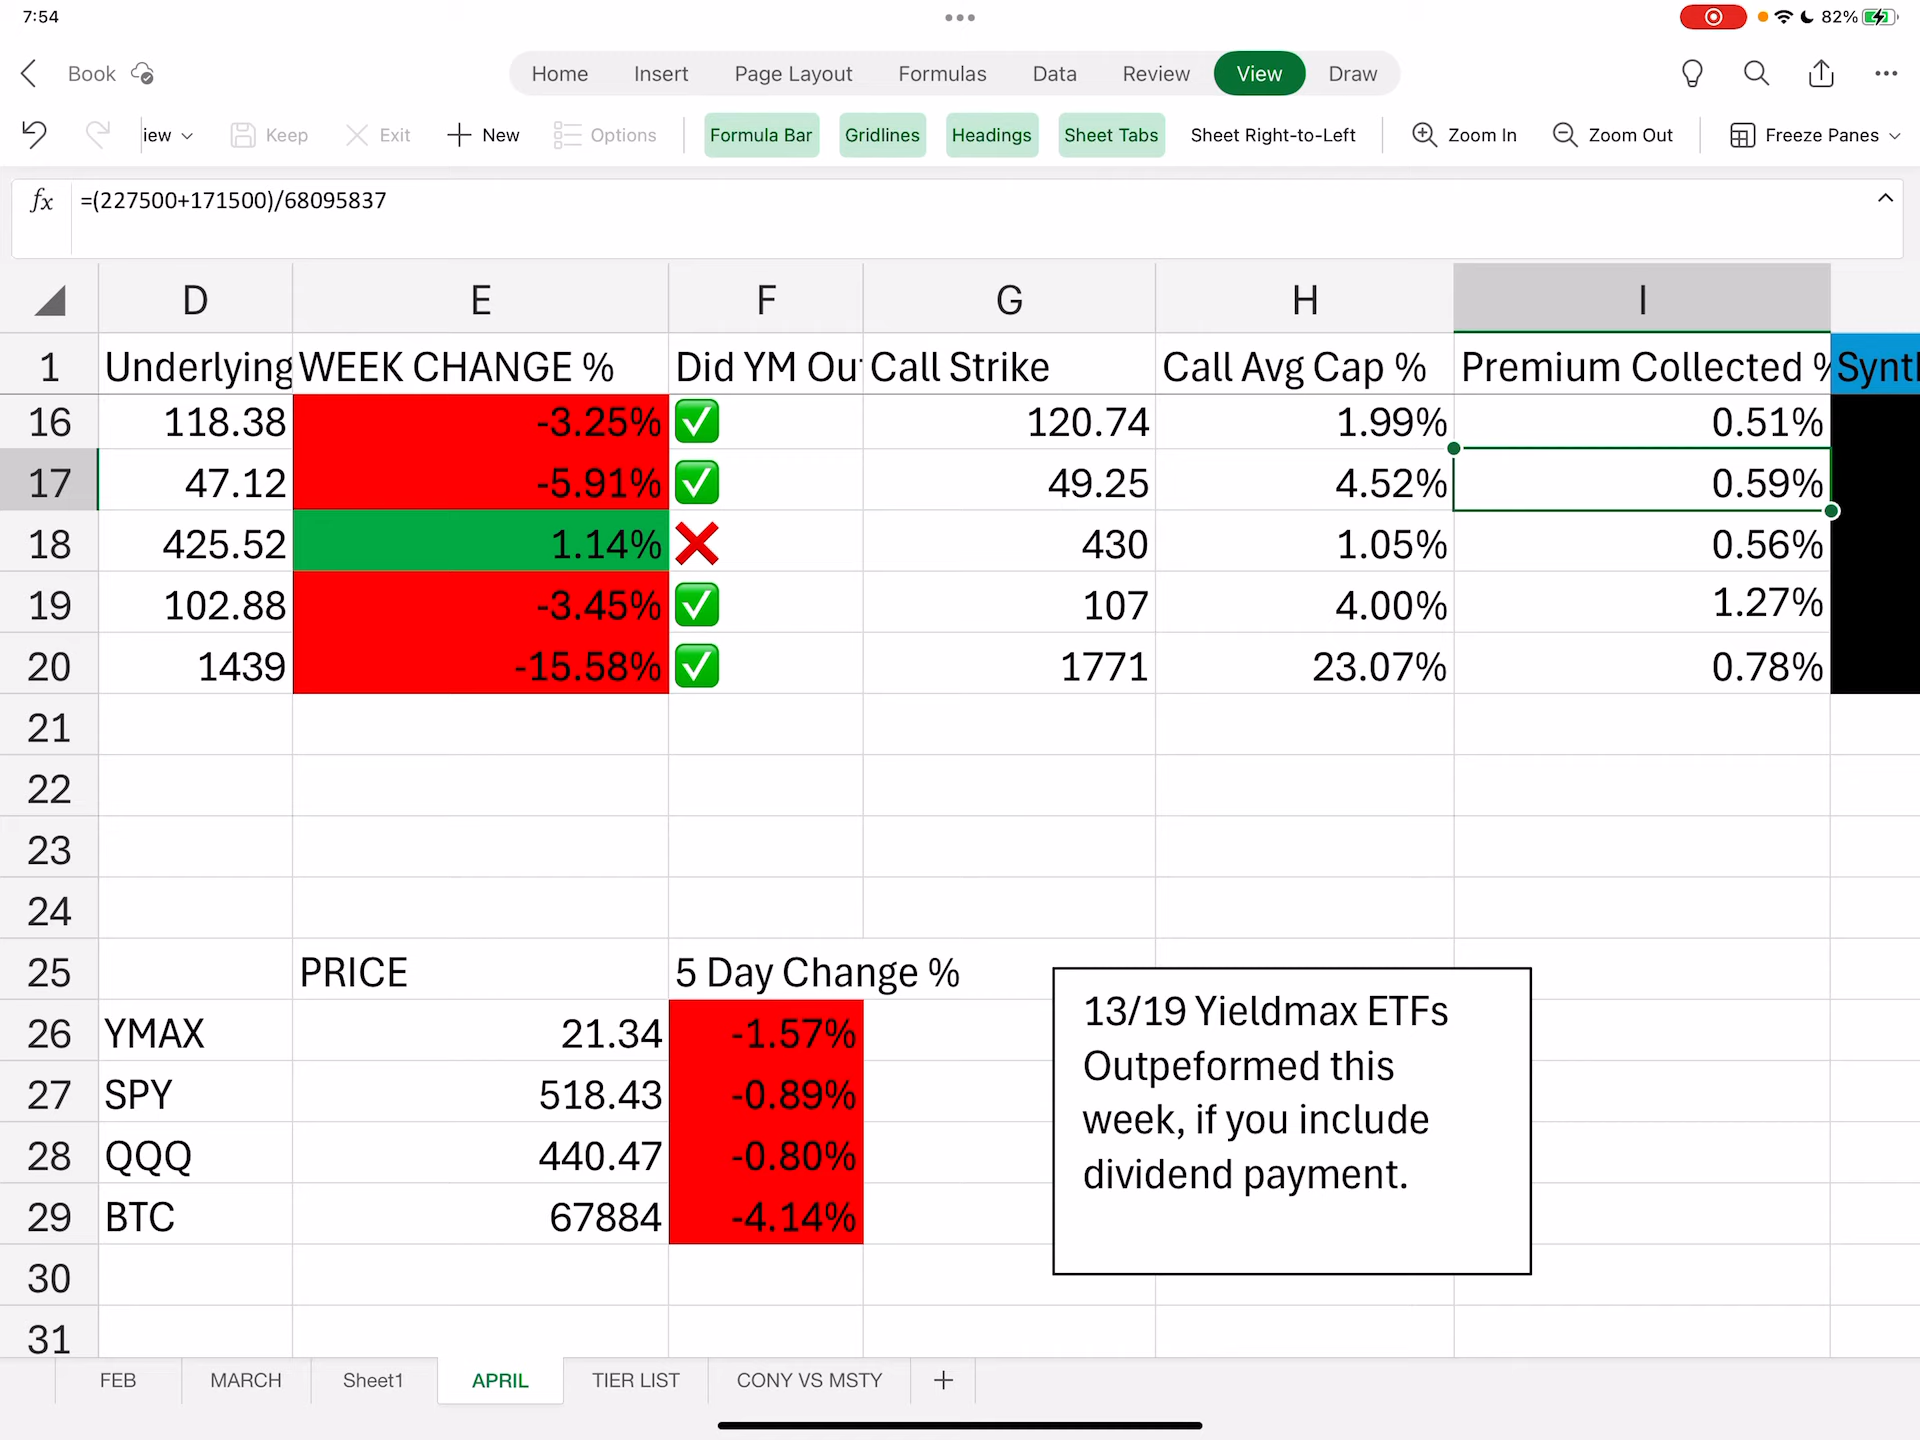 7:54
82%
Book
Home Insert Page Layout Formulas Data Review View Draw
iew Keep Exit New Options Formula Bar Gridlines Headings Sheet Tabs Sheet Right-to-Left Zoom In Zoom Out Freeze Panes
fx =(227500+171500)/68095837
D E F G H I
1 Underlying WEEK CHANGE % Did YM Ou Call Strike Call Avg Cap % Premium Collected % Synt
16 118.38 -3.25% 120.74 1.99% 0.51%
17 47.12 -5.91% 49.25 4.52% 0.59%
18 425.52 1.14% 430 1.05% 0.56%
19 102.88 -3.45% 107 4.00% 1.27%
20 1439 -15.58% 1771 23.07% 0.78%
21
22
23
24
25 PRICE 5 Day Change %
26 YMAX 21.34 -1.57%
27 SPY 518.43 -0.89%
28 QQQ 440.47 -0.80%
29 BTC 67884 -4.14%
30
31
13/19 Yieldmax ETFs
Outpeformed this
week, if you include
dividend payment.
FEB MARCH Sheet1 APRIL TIER LIST CONY VS MSTY